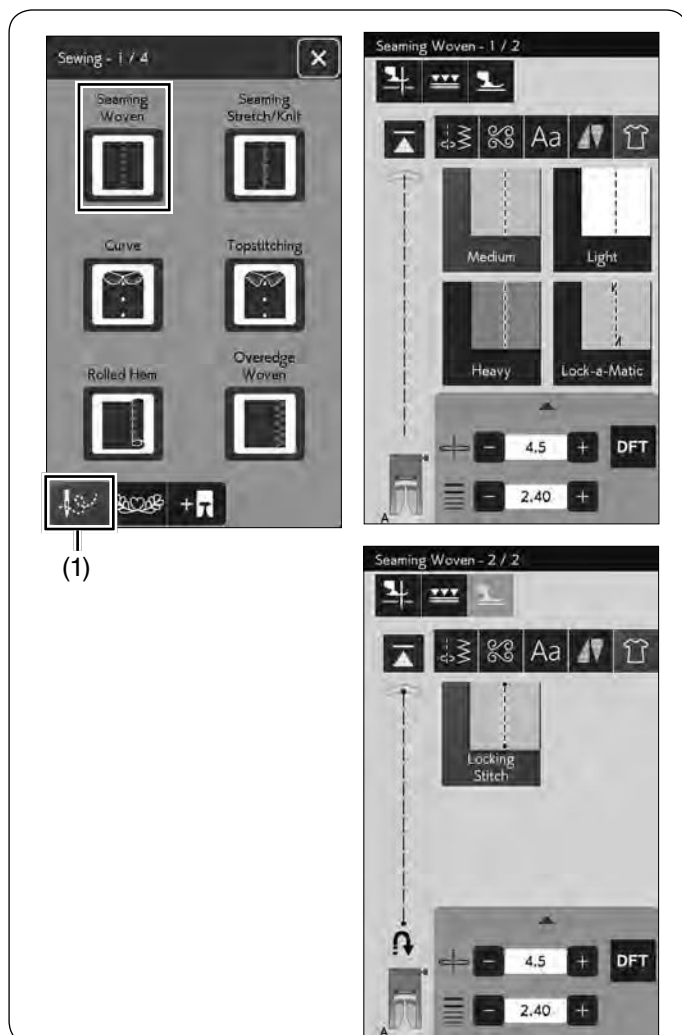 Sewing - 1 / 4
Seaming
Woven
Seaming
Stretch/Knit
Curve
Topstitching
Rolled Hem
Overedge
Woven
(1)
Seaming Woven - 1 / 2
Aa
Medium
Light
Heavy
Lock-a-Matic
4.5
DFT
2.40
A
Seaming Woven - 2 / 2
Aa
Locking
Stitch
4.5
DFT
2.40
A